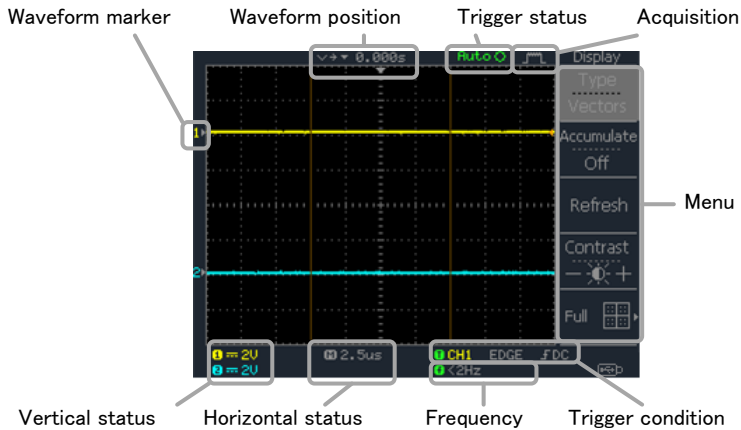 Waveform marker
Waveform position
Trigger status
Acquisition
0.000s
Auto
Display
Type
Vectors
1
Accumulate
Off
Refresh
Menu
Contrast
2
Full
1 2V
M 2.5us
T CH1 EDGE DC
2 2V
f <2Hz
Vertical status
Horizontal status
Frequency
Trigger condition